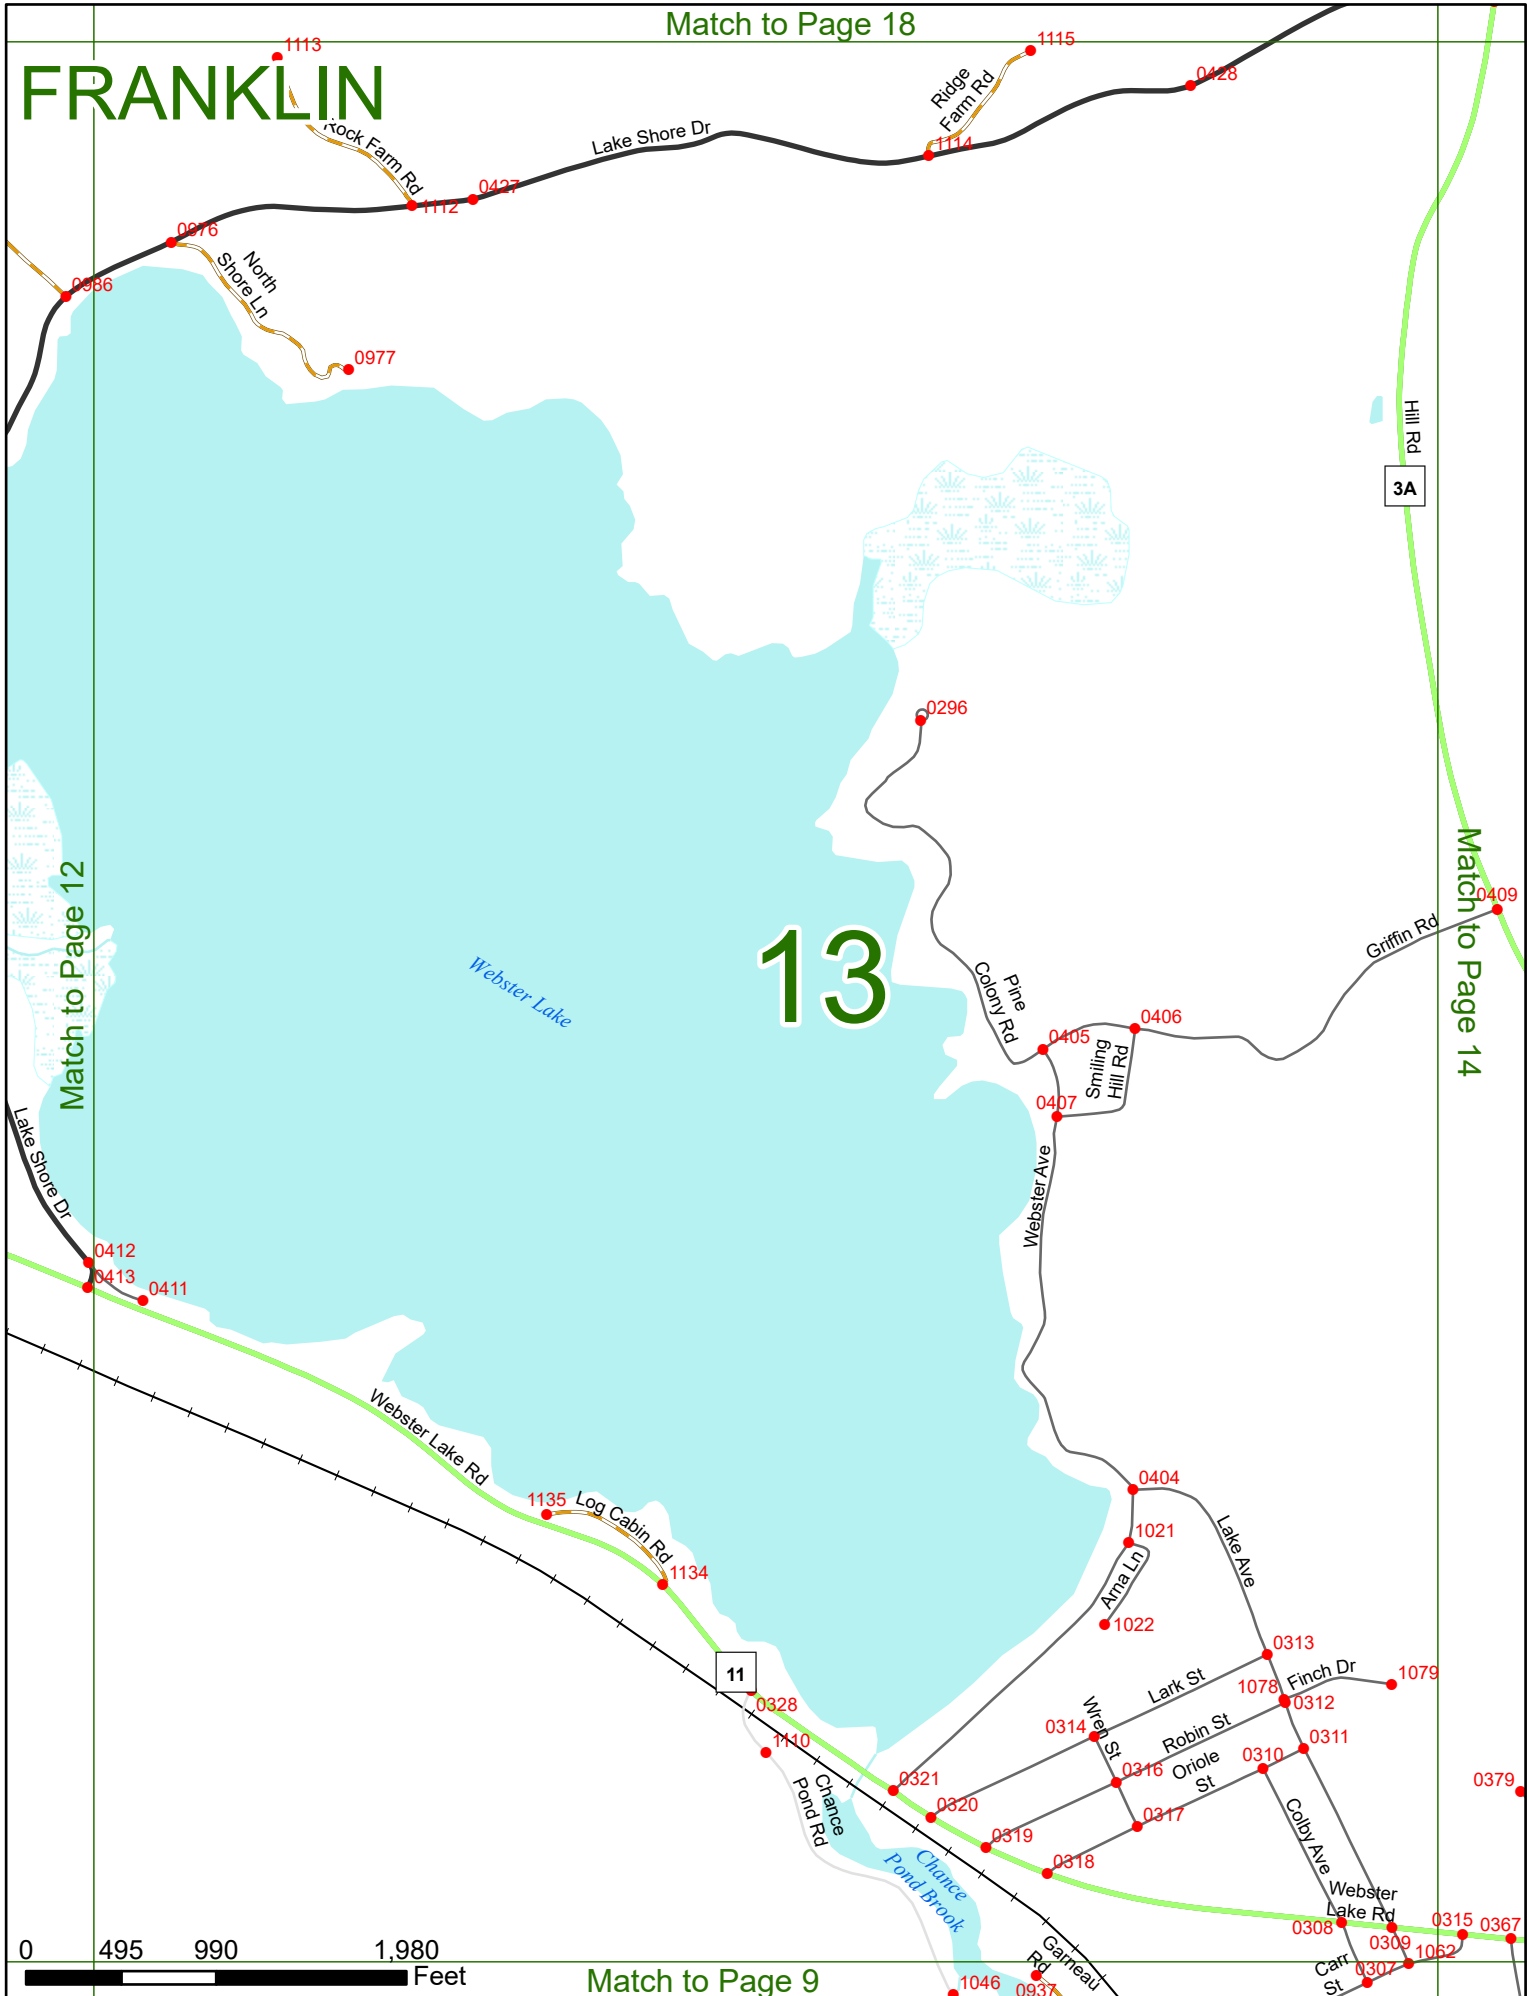 Match to Page 18
FRANKLIN
1113
1115
0428
Ridge
Farm Rd
Rock Farm Rd
Lake Shore Dr
1114
0427
1112
0976
North
Shore Ln
0986
0977
Hill Rd
3A
0296
Match to Page 12
Match to Page 14
0409
Griffin Rd
13
Webster Lake
Pine
Colony Rd
0406
0405
Smiling
Hill Rd
0407
Lake Shore Dr
Webster Ave
0412
0413
0411
Webster Lake Rd
0404
1135
Log Cabin Rd
1021
Lake Ave
Arna Ln
1134
1022
0313
11
Lark St
Finch Dr
1079
1078
0312
0328
Wren St
0314
Robin St
0311
1110
0310
Oriole
St
0316
0321
0379
Chance
Pond Rd
0320
0317
Colby Ave
0319
Chance
Pond Brook
0318
Webster
Lake Rd
0308
0309
0315
0367
1062
Garneau
Rd
Carr
St
0307
0 495 990 1,980
Feet
Match to Page 9
1046
0937